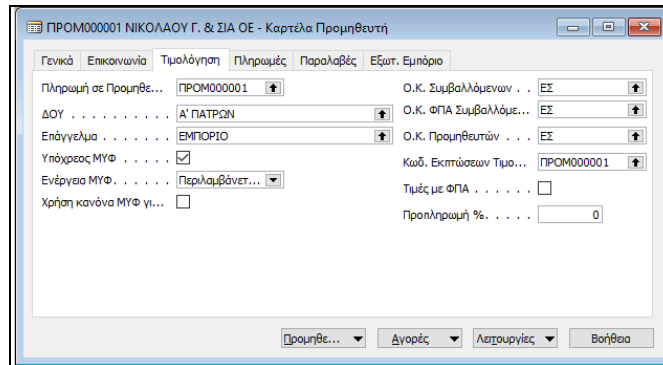 ΠΡΟΜ000001 ΝΙΚΟΛΑΟΥ Γ. & ΣΙΑ ΟΕ - Καρτέλα Προμηθευτή
Γενικά Επικοινωνία Τιμολόγηση Πληρωμές Παραλαβές Εξωτ. Εμπόριο
Πληρωμή σε Προμηθε... ΠΡΟΜ000001
ΔΟΥ . . . . . . . . . . Α' ΠΑΤΡΩΝ
Επάγγελμα . . . . . . . ΕΜΠΟΡΙΟ
Υπόχρεος ΜΥΦ . . . . .
Ενέργεια ΜΥΦ. . . . . . Περιλαμβάνετ...
Χρήση κανόνα ΜΥΦ γι...
Ο.Κ. Συμβαλλόμενων . . ΕΣ
Ο.Κ. ΦΠΑ Συμβαλλόμε... ΕΣ
Ο.Κ. Προμηθευτών . . . ΕΣ
Κωδ. Εκπτώσεων Τιμο... ΠΡΟΜ000001
Τιμές με ΦΠΑ . . . . . .
Προπληρωμή %. . . . . 0
Προμηθε... Αγορές Λειτουργίες Βοήθεια